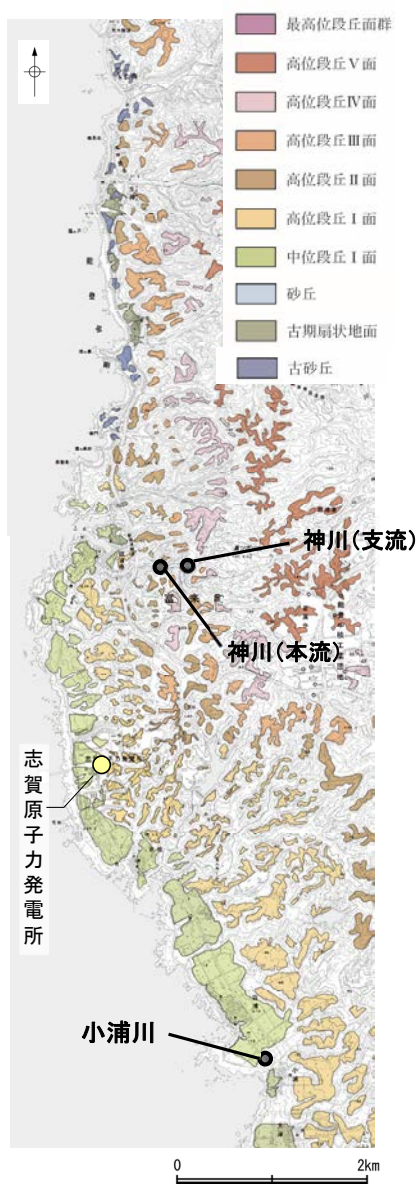 最高位段丘面群
高位段丘Ⅴ面
高位段丘Ⅳ面
高位段丘Ⅲ面
高位段丘Ⅱ面
高位段丘Ⅰ面
中位段丘Ⅰ面
砂丘
古期扇状地面
古砂丘
神川（支流）
神川（本流）
志賀原子力発電所
小浦川
0 2km